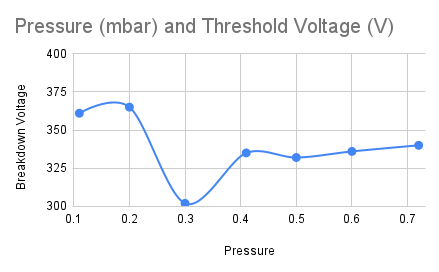 Pressure (mbar) and Threshold Voltage (V)
400
375
350
325
300
Breakdown Voltage
0.1 0.2 0.3 0.4 0.5 0.6 0.7
Pressure